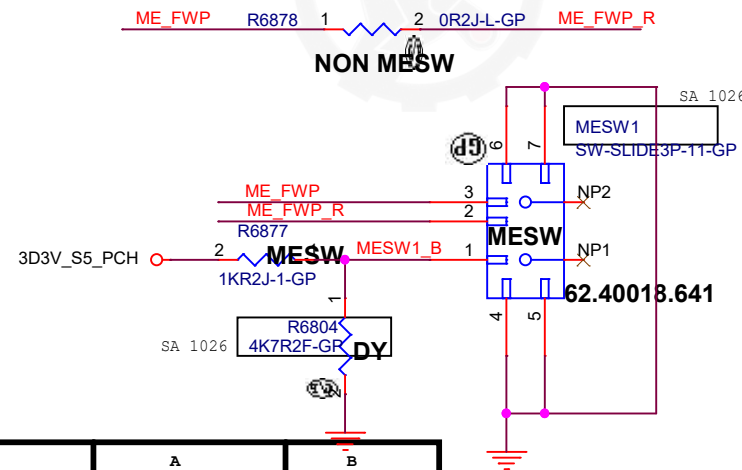 ME_FWP R6878 1 2 0R2J-L-GP ME_FWP_R
NON MESW
SA 1026
MESW1
SW-SLIDE3P-11-GP
GP
6 7
ME_FWP 3 NP2
ME_FWP_R 2
R6877 MESW
3D3V_S5_PCH 2 MESW MESW1_B 1 NP1
1KR2J-1-GP
62.40018.641
4 5
1
R6804
SA 1026 4K7R2F-GP DY
2
A B